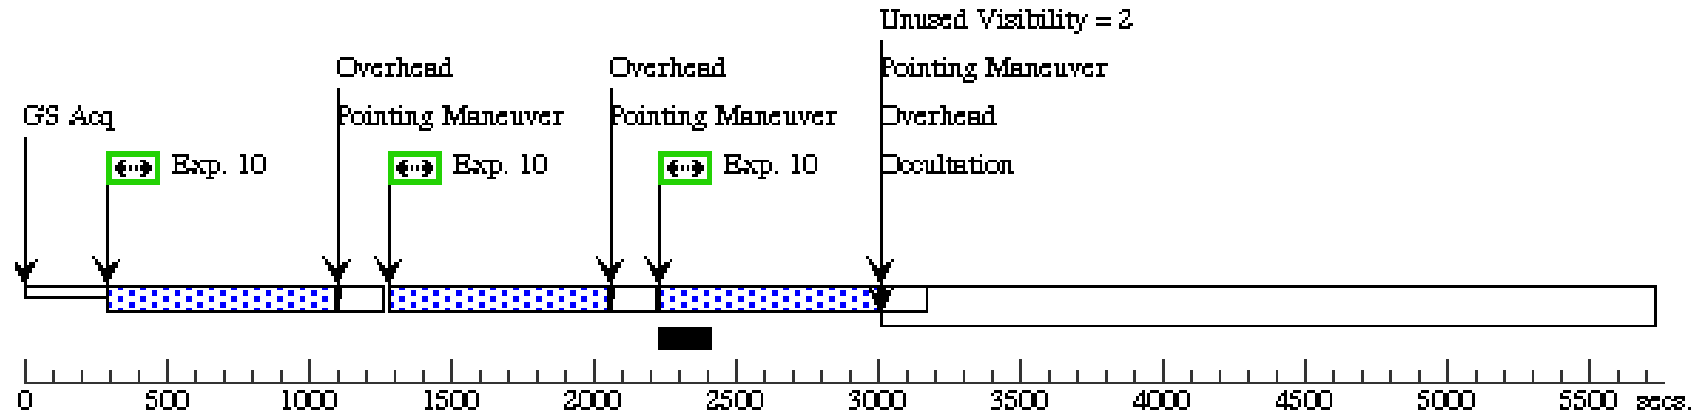 Unused Visibility = 2
Overhead Overhead Pointing Maneuver
GS Acq Pointing Maneuver Pointing Maneuver Overhead
Exp. 10 Exp. 10 Exp. 10 Occultation
0 500 1000 1500 2000 2500 3000 3500 4000 4500 5000 5500 secs.